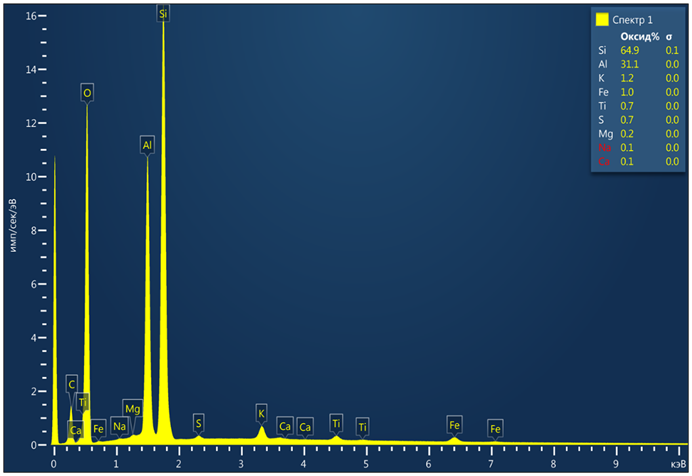 Спектр 1
Оксид% σ
Si 64.9 0.1
Al 31.1 0.0
K 1.2 0.0
Fe 1.0 0.0
Ti 0.7 0.0
S 0.7 0.0
Mg 0.2 0.0
Na 0.1 0.0
Ca 0.1 0.0
имп/сек/эВ
16
14
12
10
8
6
4
2
0
Si
O
Al
C
Ti
Ca
Fe
Na
Mg
S
K
Ca
Ca
Ti
Ti
Fe
Fe
0 1 2 3 4 5 6 7 8 9 кэВ